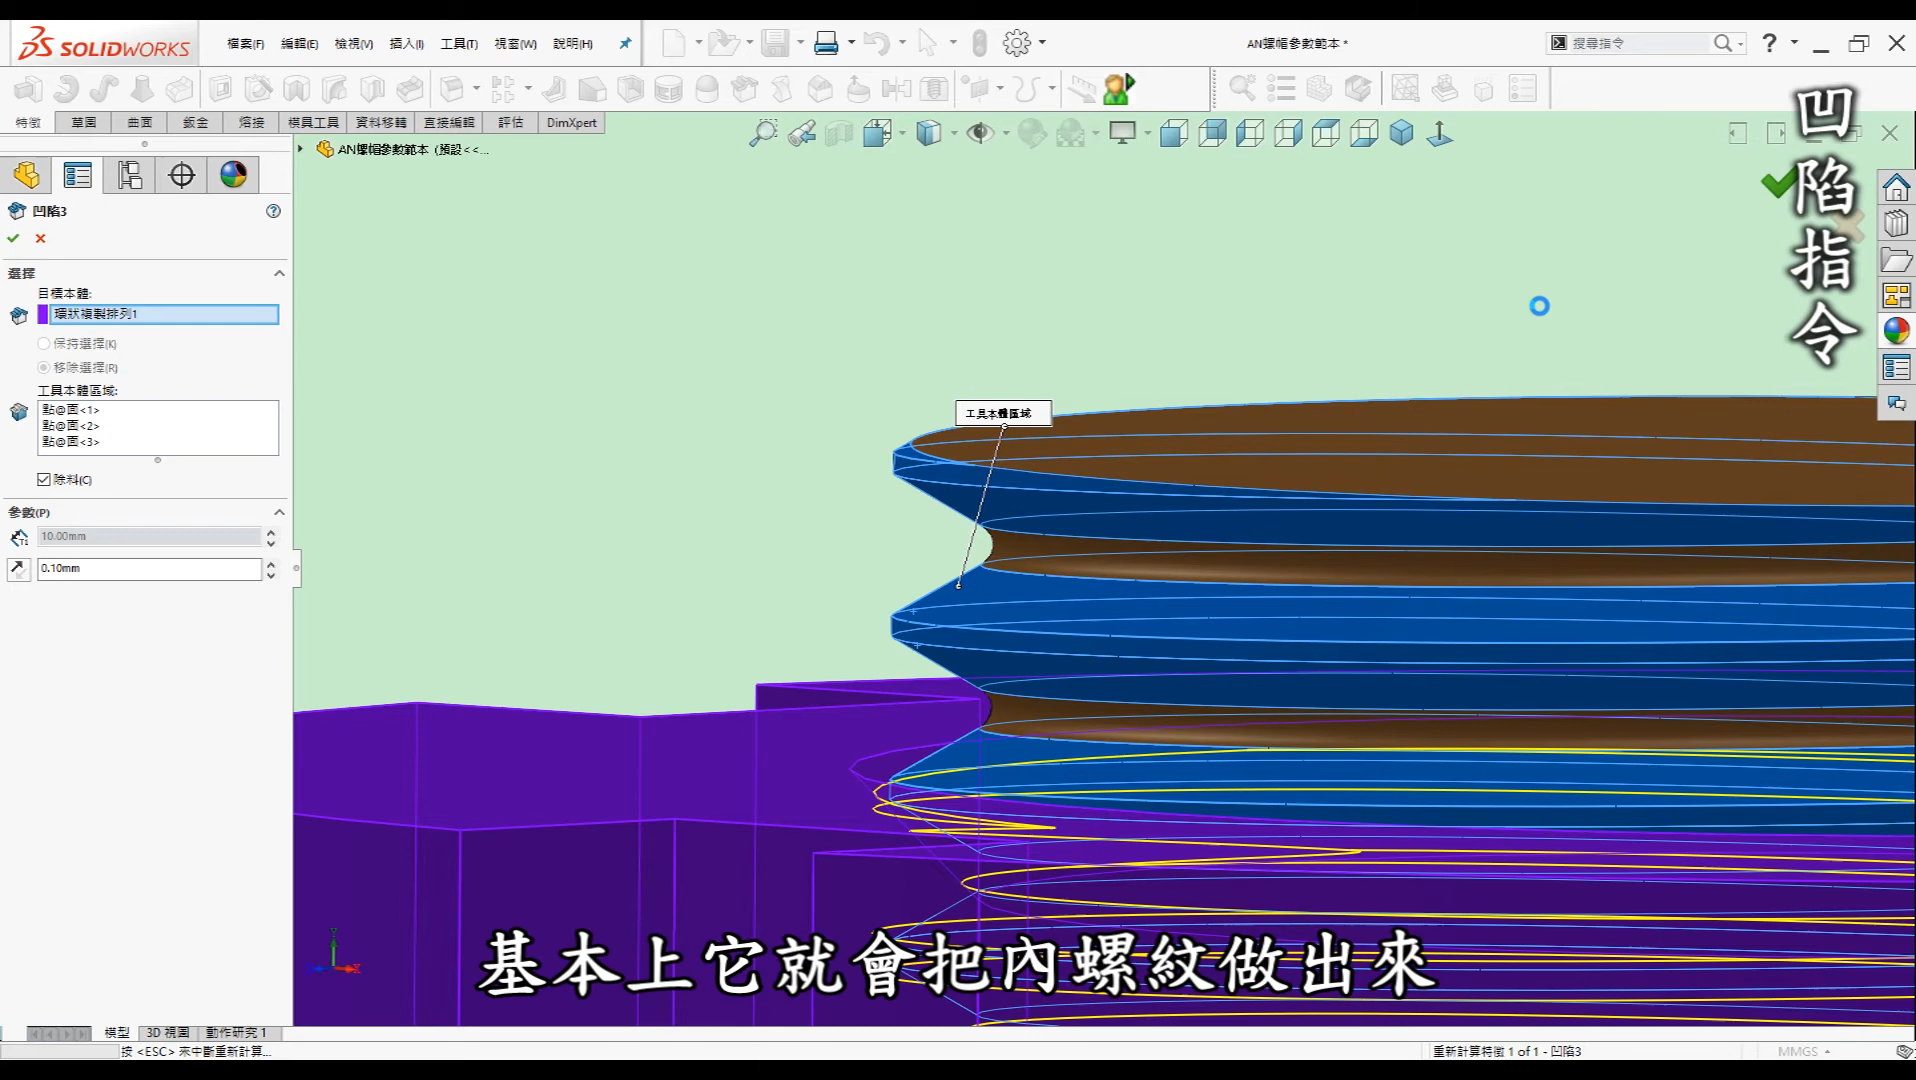 SOLIDWORKS
檔案(F) 編輯(E) 檢視(V) 插入(I) 工具(T) 視窗(W) 說明(H)
AN螺帽參數範本 *
搜尋指令
特徵 草圖 曲面 鈑金 熔接 模具工具 資料移轉 直接編輯 評估 DimXpert
AN螺帽參數範本 (預設<<...
凹陷3
選擇
目標本體:
環狀複製排列1
保持選擇(K)
移除選擇(R)
工具本體區域:
點@面<1>
點@面<2>
點@面<3>
除料(C)
參數(P)
10.00mm
0.10mm
工具本體區域
凹陷指令
基本上它就會把內螺紋做出來
模型 3D 視圖 動作研究 1
按 <ESC> 來中斷重新計算...
重新計算特徵 1 of 1 - 凹陷3
MMGS